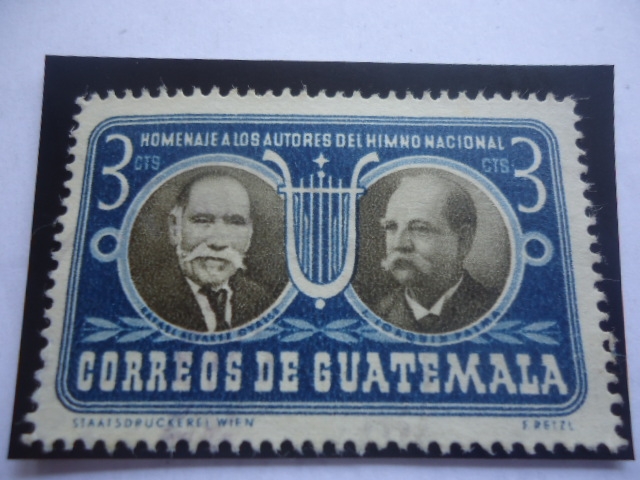 HOMENAJE A LOS AUTORES DEL HIMNO NACIONAL
3 CTS
CTS 3
RAFAEL ALVAREZ OVALLE
J. JOAQUIN PALMA
CORREOS DE GUATEMALA
STAATSDRUCKEREI WIEN